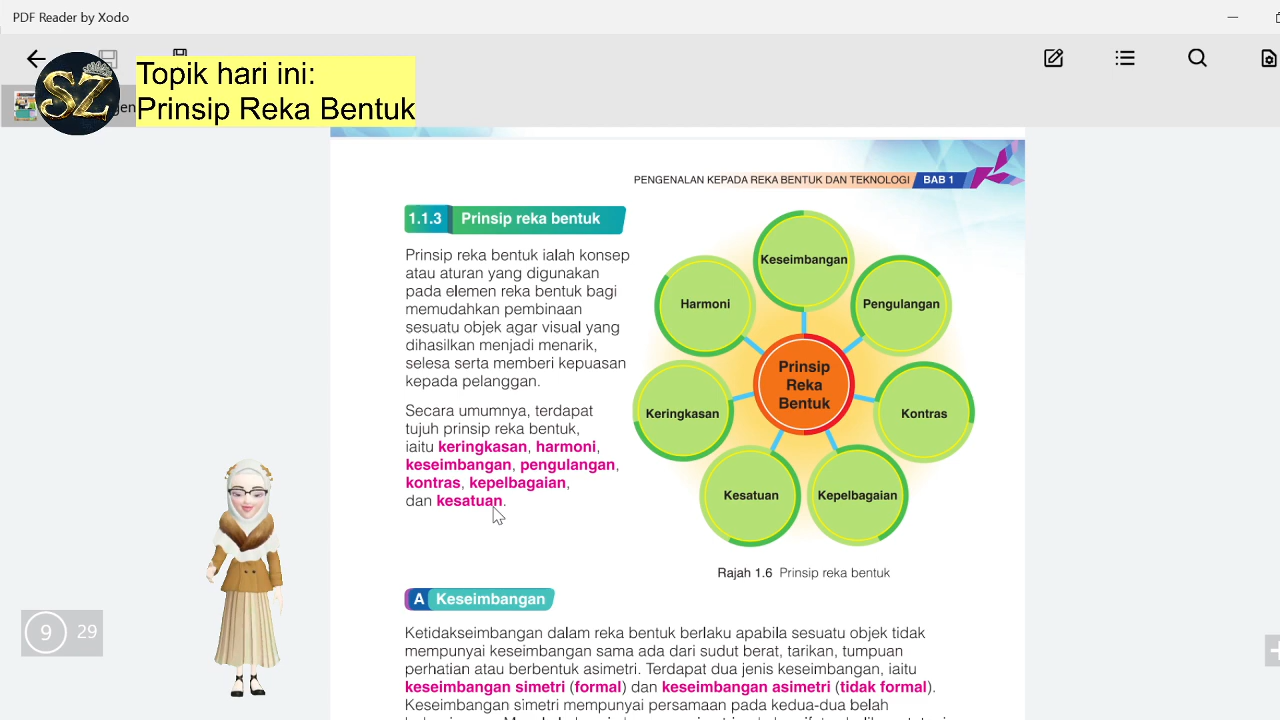 PDF Reader by Xodo
SZ
Topik hari ini:
Prinsip Reka Bentuk
PENGENALAN KEPADA REKA BENTUK DAN TEKNOLOGI BAB 1
1.1.3 Prinsip reka bentuk
Prinsip reka bentuk ialah konsep
atau aturan yang digunakan
pada elemen reka bentuk bagi
memudahkan pembinaan
sesuatu objek agar visual yang
dihasilkan menjadi menarik,
selesa serta memberi kepuasan
kepada pelanggan.
Secara umumnya, terdapat
tujuh prinsip reka bentuk,
iaitu keringkasan, harmoni,
keseimbangan, pengulangan,
kontras, kepelbagaian,
dan kesatuan.
Keseimbangan
Harmoni
Pengulangan
Prinsip
Reka
Bentuk
Keringkasan
Kontras
Kesatuan
Kepelbagaian
Rajah 1.6 Prinsip reka bentuk
A Keseimbangan
Ketidakseimbangan dalam reka bentuk berlaku apabila sesuatu objek tidak
mempunyai keseimbangan sama ada dari sudut berat, tarikan, tumpuan
perhatian atau berbentuk asimetri. Terdapat dua jenis keseimbangan, iaitu
keseimbangan simetri (formal) dan keseimbangan asimetri (tidak formal).
Keseimbangan simetri mempunyai persamaan pada kedua-dua belah
9 29